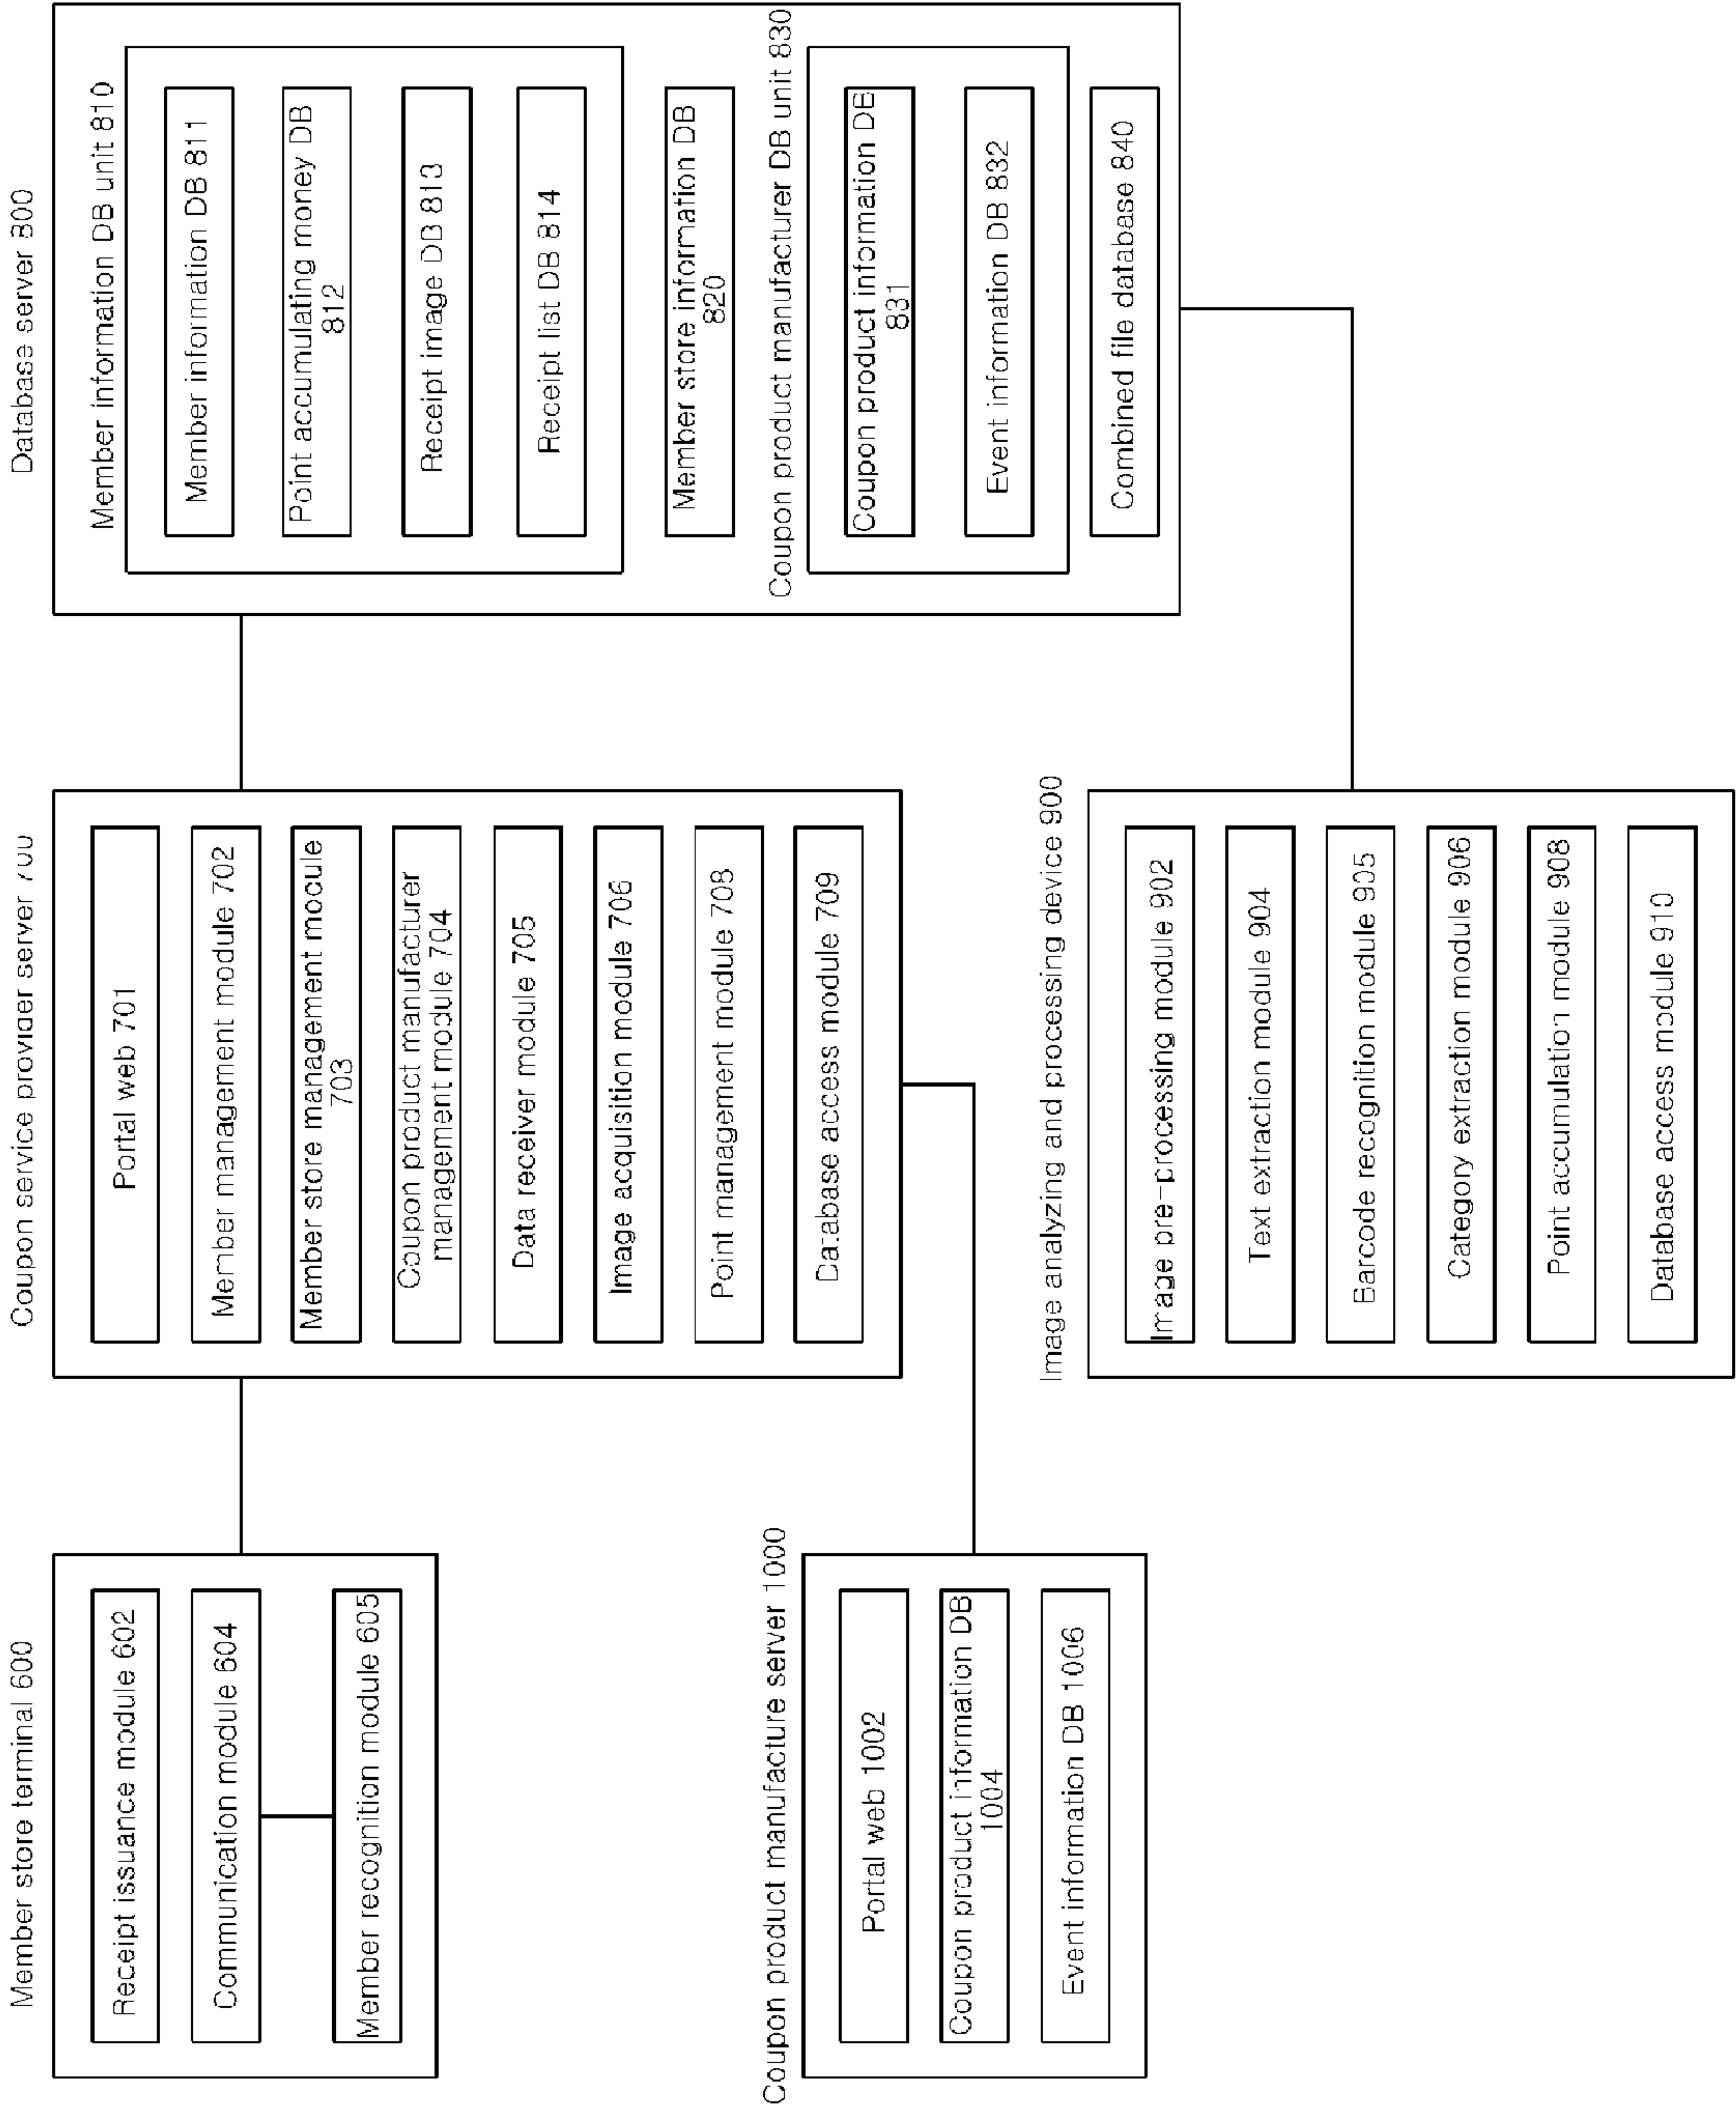 Member store terminal 600
Receipt issuance module 602
Communication module 604
Member recognition module 605
Coupon product manufacture server 1000
Portal web 1002
Coupon product information DB
1004
Event information DB 1006
Coupon service provider server 700
Portal web 701
Member management module 702
Member store management module
703
Coupon product manufacturer
management module 704
Data receiver module 705
Image acquisition module 706
Point management module 708
Database access module 709
Image analyzing and processing device 900
Image pre-processing module 902
Text extraction module 904
Barcode recognition module 905
Category extraction module 906
Point accumulation module 908
Database access module 910
Database server 800
Member information DB unit 810
Member information DB 811
Point accumulating money DB
812
Receipt image DB 813
Receipt list DB 814
Member store information DB
820
Coupon product manufacturer DB unit 830
Coupon product information DB
831
Event information DB 832
Combined file database 840